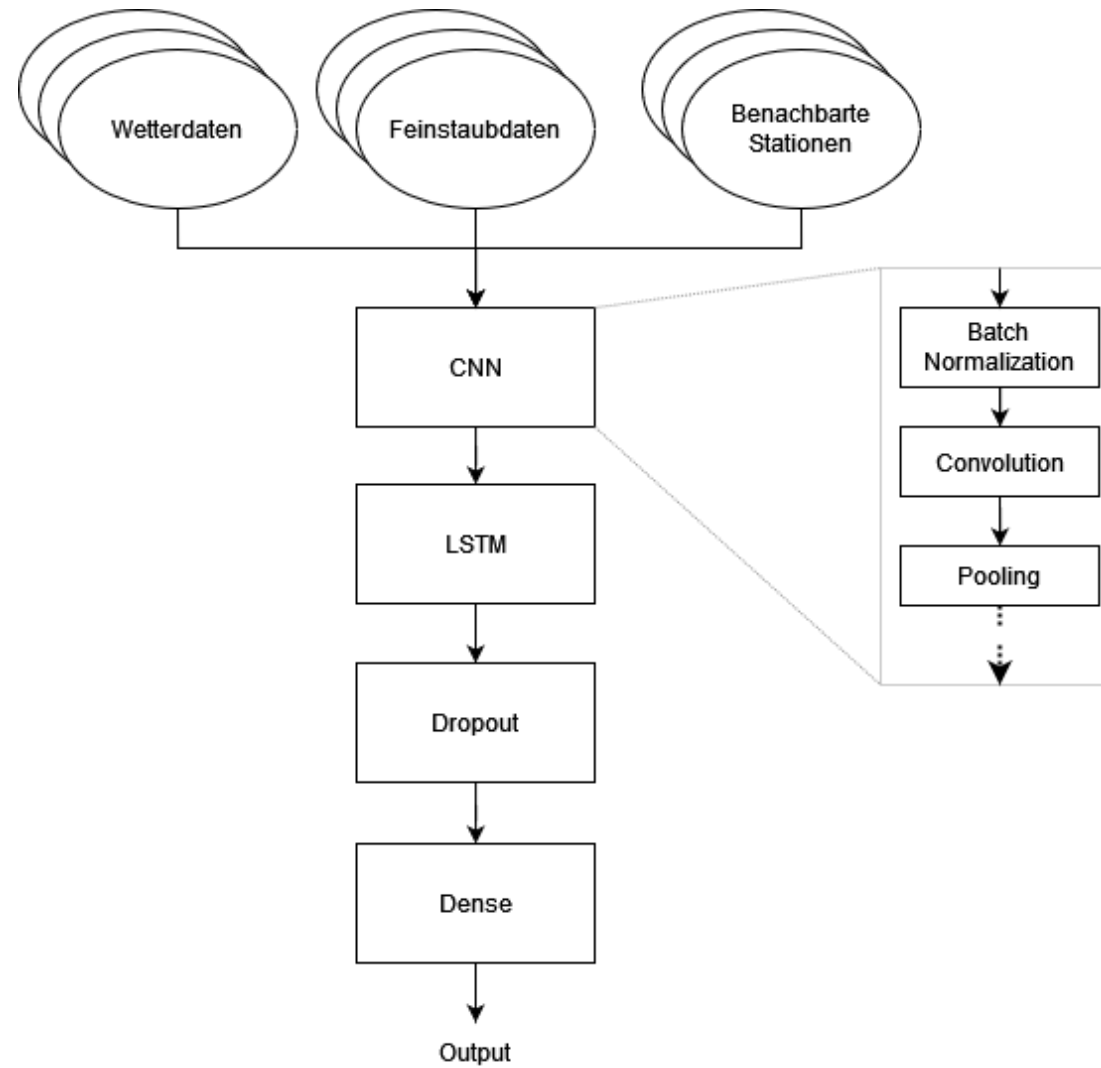 Wetterdaten
Feinstaubdaten
Benachbarte
Stationen
CNN
LSTM
Dropout
Dense
Output
Batch
Normalization
Convolution
Pooling